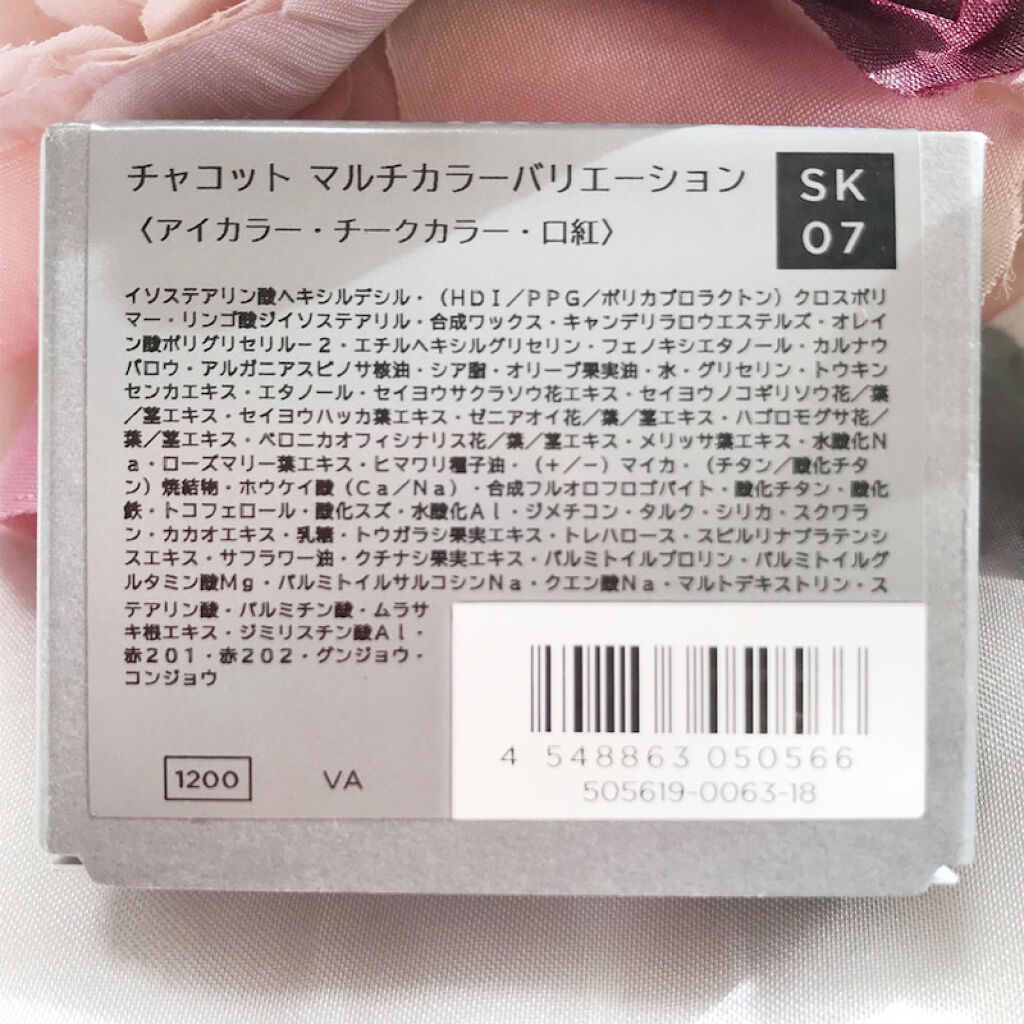 チャコット マルチカラーバリエーション
〈アイカラー・チークカラー・口紅〉
SK
07
イソステアリン酸ヘキシルデシル・（ＨＤＩ／ＰＰＧ／ポリカプロラクトン）クロスポリ
マー・リンゴ酸ジイソステアリル・合成ワックス・キャンデリラロウエステルズ・オレイ
ン酸ポリグリセリル－２・エチルヘキシルグリセリン・フェノキシエタノール・カルナウ
バロウ・アルガニアスピノサ核油・シア脂・オリーブ果実油・水・グリセリン・トウキン
センカエキス・エタノール・セイヨウサクラソウ花エキス・セイヨウノコギリソウ花／葉
／茎エキス・セイヨウハッカ葉エキス・ゼニアオイ花／葉／茎エキス・ハゴロモグサ花／
葉／茎エキス・ベロニカオフィシナリス花／葉／茎エキス・メリッサ葉エキス・水酸化Ｎ
ａ・ローズマリー葉エキス・ヒマワリ種子油・（＋／－）マイカ・（チタン／酸化チタ
ン）焼結物・ホウケイ酸（Ｃａ／Ｎａ）・合成フルオロフロゴパイト・酸化チタン・酸化
鉄・トコフェロール・酸化スズ・水酸化Ａｌ・ジメチコン・タルク・シリカ・スクワラ
ン・カカオエキス・乳糖・トウガラシ果実エキス・トレハロース・スピルリナプラテンシ
スエキス・サフラワー油・クチナシ果実エキス・パルミトイルプロリン・パルミトイルグ
ルタミン酸Ｍｇ・パルミトイルサルコシンＮａ・クエン酸Ｎａ・マルトデキストリン・ス
テアリン酸・パルミチン酸・ムラサ
キ根エキス・ジミリスチン酸Ａｌ・
赤２０１・赤２０２・グンジョウ・
コンジョウ
1200 VA
4 548863 050566
505619-0063-18